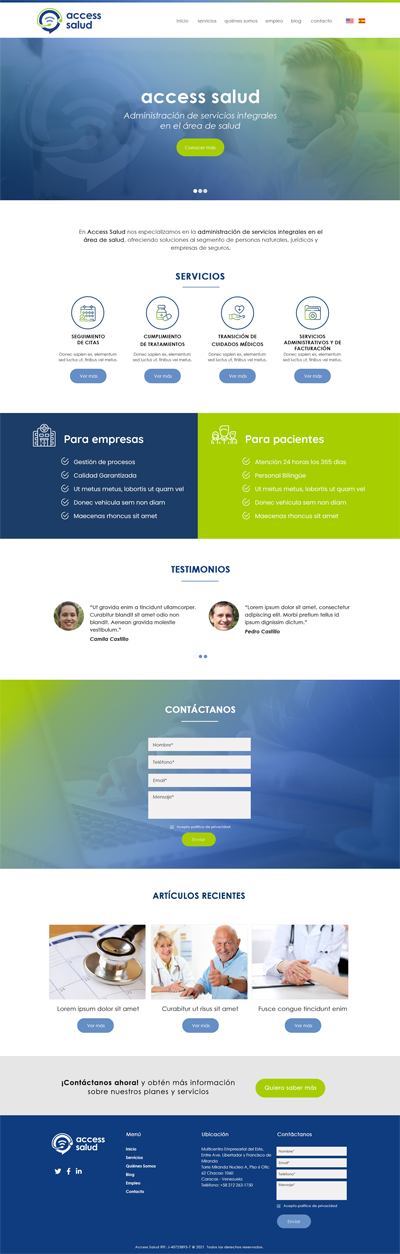 access
salud
Inicio servicios quiénes somos empleo blog contacto
access salud
Administración de servicios integrales
en el área de salud
Conocer más
En Access Salud nos especializamos en la administración de servicios integrales en el
área de salud, ofreciendo soluciones al segmento de personas naturales, jurídicas y
empresas de seguros.
SERVICIOS
SEGUIMIENTO
DE CITAS
Donec sapien ex, elementum
sed luctus ut, finibus vel metus.
Ver más
CUMPLIMIENTO
DE TRATAMIENTOS
Donec sapien ex, elementum
sed luctus ut, finibus vel metus.
Ver más
TRANSICIÓN DE
CUIDADOS MÉDICOS
Donec sapien ex, elementum
sed luctus ut, finibus vel metus.
Ver más
SERVICIOS
ADMINISTRATIVOS Y DE
FACTURACIÓN
Donec sapien ex, elementum
sed luctus ut, finibus vel metus.
Ver más
Para empresas
Gestión de procesos
Calidad Garantizada
Ut metus metus, lobortis ut quam vel
Donec vehicula sem non diam
Maecenas rhoncus sit amet
Para pacientes
Atención 24 horas los 365 días
Personal Bilingüe
Ut metus metus, lobortis ut quam vel
Donec vehicula sem non diam
Maecenas rhoncus sit amet
TESTIMONIOS
"Ut gravida enim a tincidunt ullamcorper.
Curabitur blandit sit amet odio non
blandit. Aenean gravida molestie
vestibulum."
Camila Castillo
"Lorem ipsum dolor sit amet, consectetur
adipiscing elit. Morbi pretium tellus id
ipsum dignissim dictum."
Pedro Castillo
CONTÁCTANOS
Nombre*
Teléfono*
Email*
Mensaje*
Acepto política de privacidad
Enviar
ARTÍCULOS RECIENTES
Lorem ipsum dolor sit amet
Ver más
Curabitur ut risus sit amet
Ver más
Fusce congue tincidunt enim
Ver más
¡Contáctanos ahora! y obtén más información
sobre nuestros planes y servicios
Quiero saber más
access
salud
Menú
Inicio
Servicios
Quiénes Somos
Blog
Empleo
Contacto
Ubicación
Multicentro Empresarial del Este,
Entre Ave. Libertador y Francisco de
Miranda
Torre Miranda Nucleo A, Piso 6 Ofic.
63 Chacao 1060
Caracas - Venezuela
Teléfono: +58 212 263-1750
Contáctanos
Nombre*
Email*
Teléfono*
Mensaje*
Acepto política de privacidad
Enviar